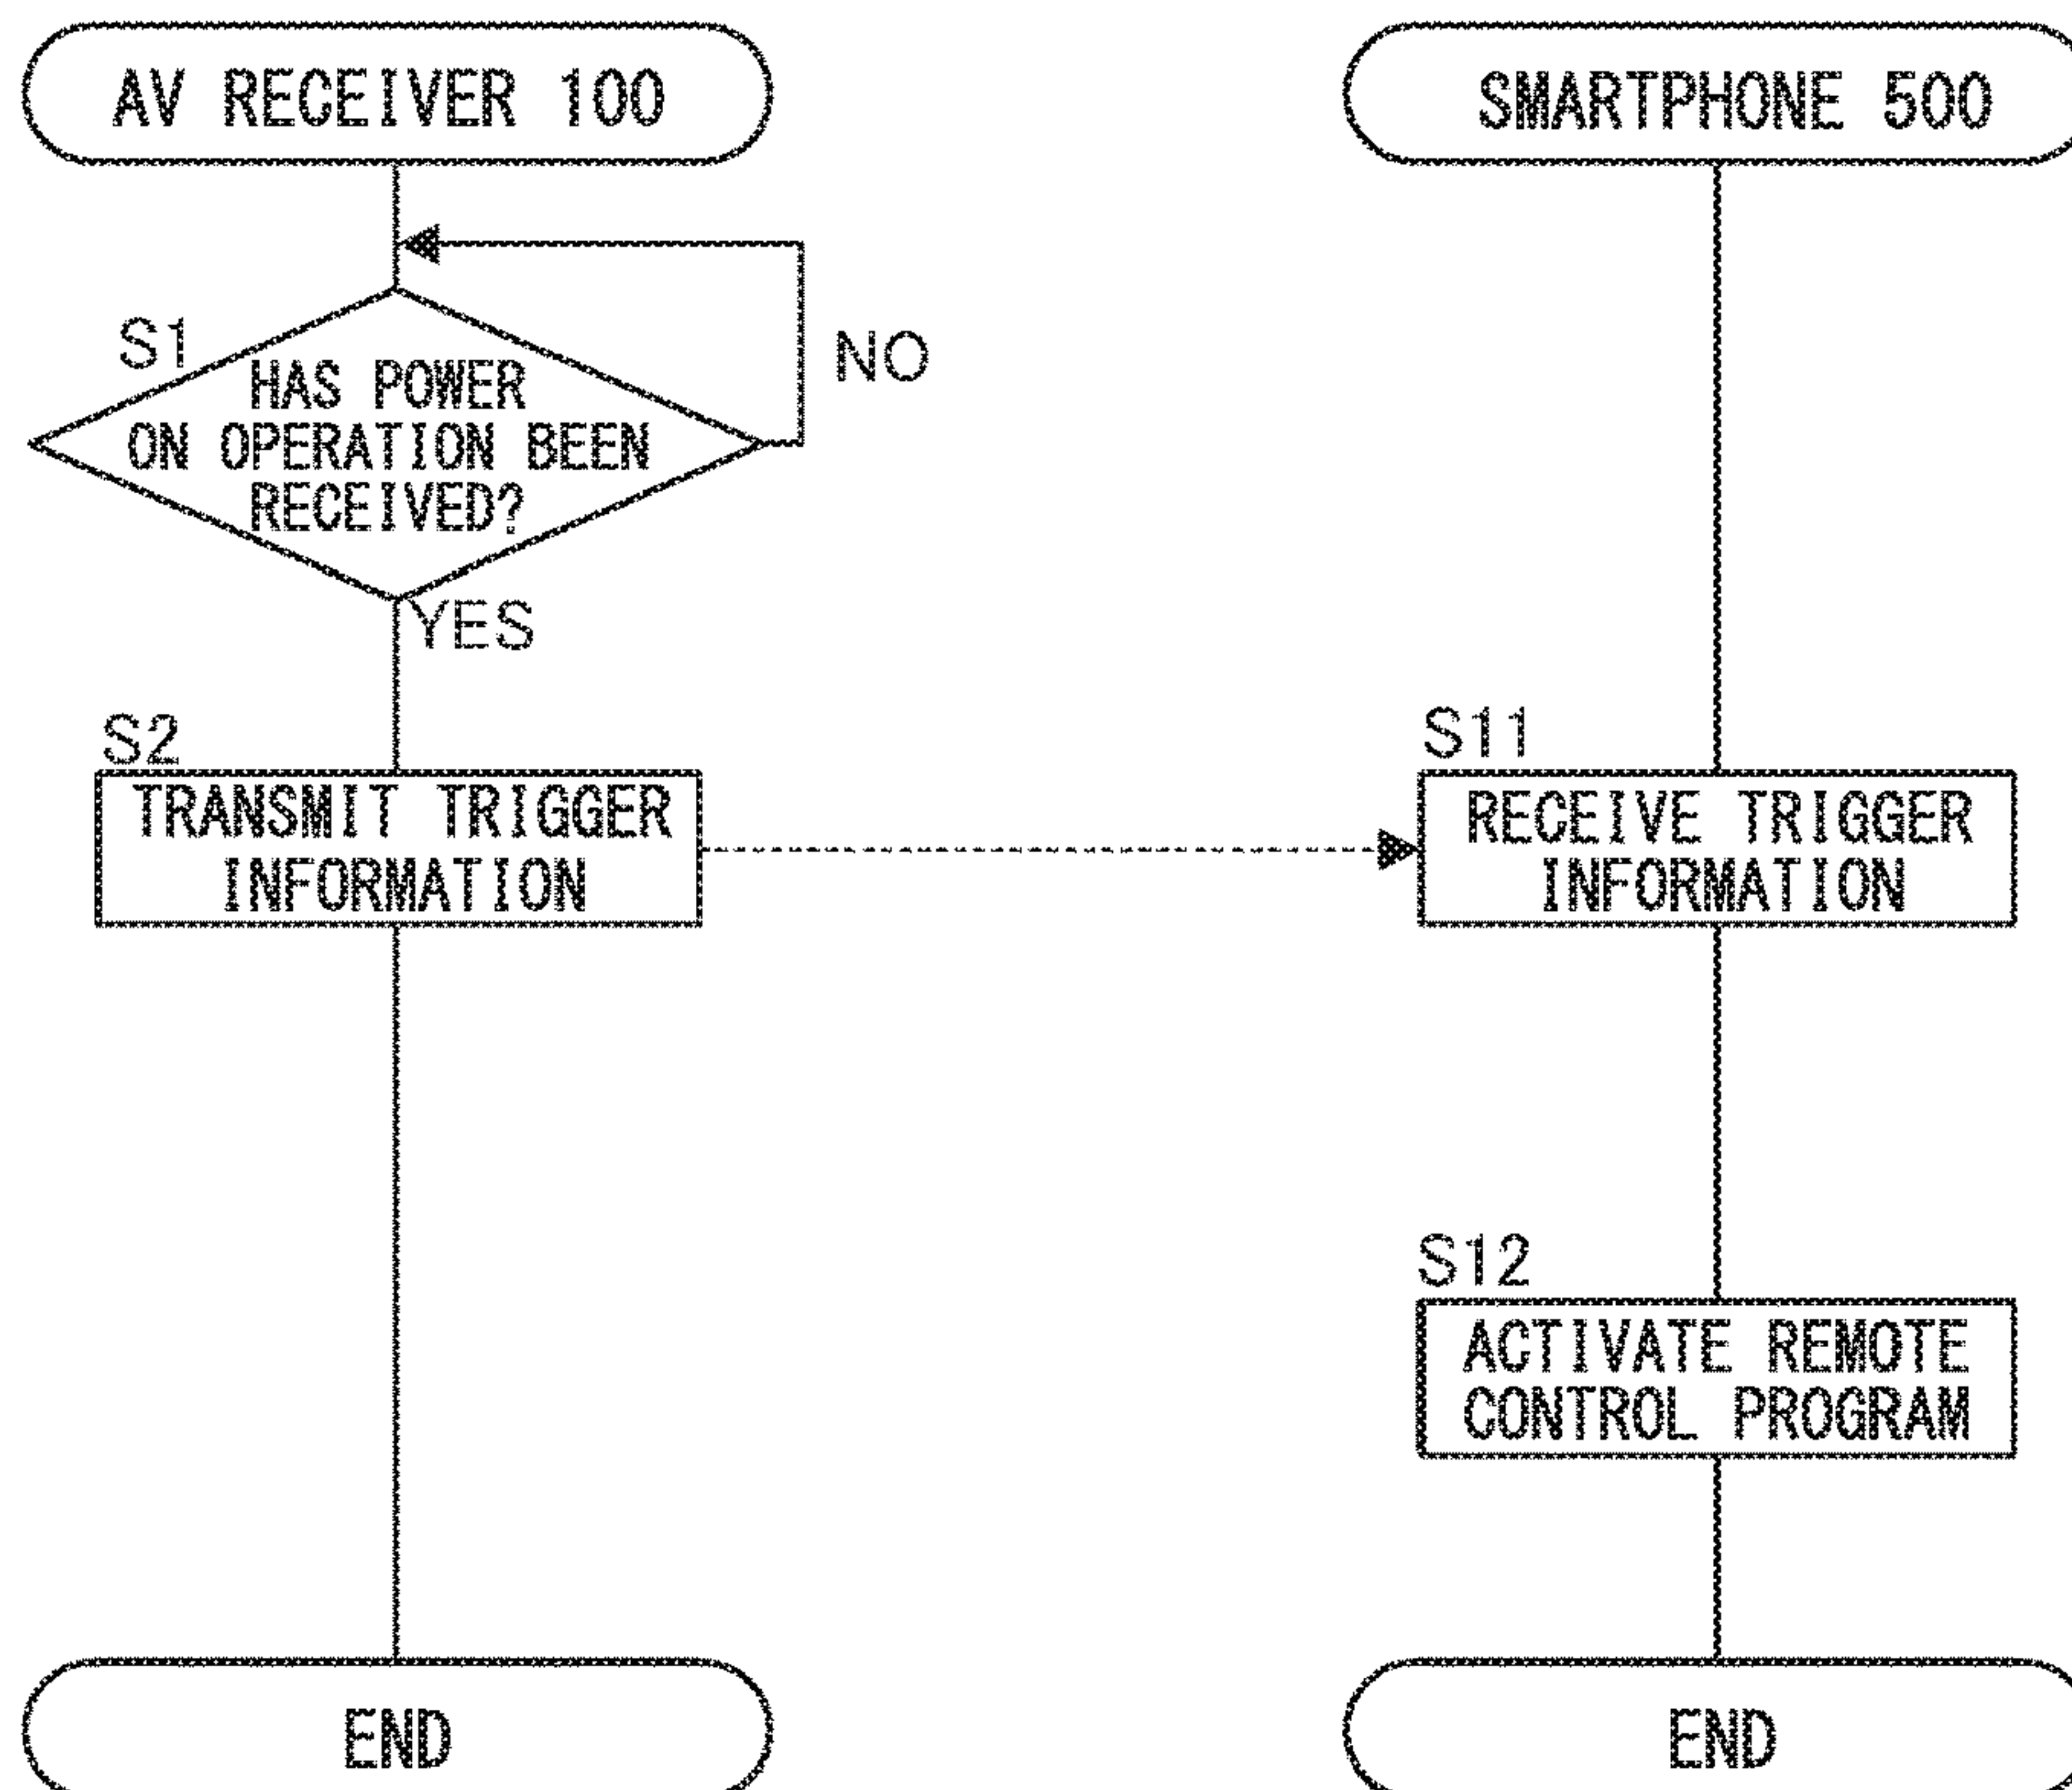 AV RECEIVER 100
SMARTPHONE 500
S1
HAS POWER
ON OPERATION BEEN
RECEIVED?
NO
YES
S2
TRANSMIT TRIGGER
INFORMATION
S11
RECEIVE TRIGGER
INFORMATION
S12
ACTIVATE REMOTE
CONTROL PROGRAM
END
END